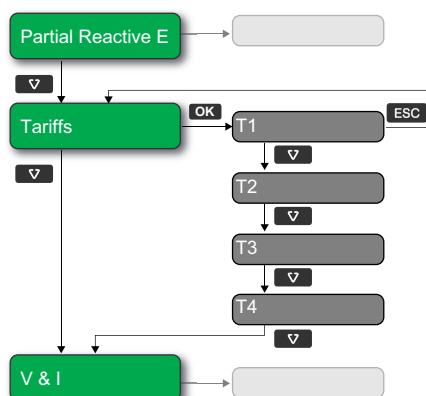 Partial Reactive E
Tariffs
OK
T1
ESC
T2
T3
T4
V & I